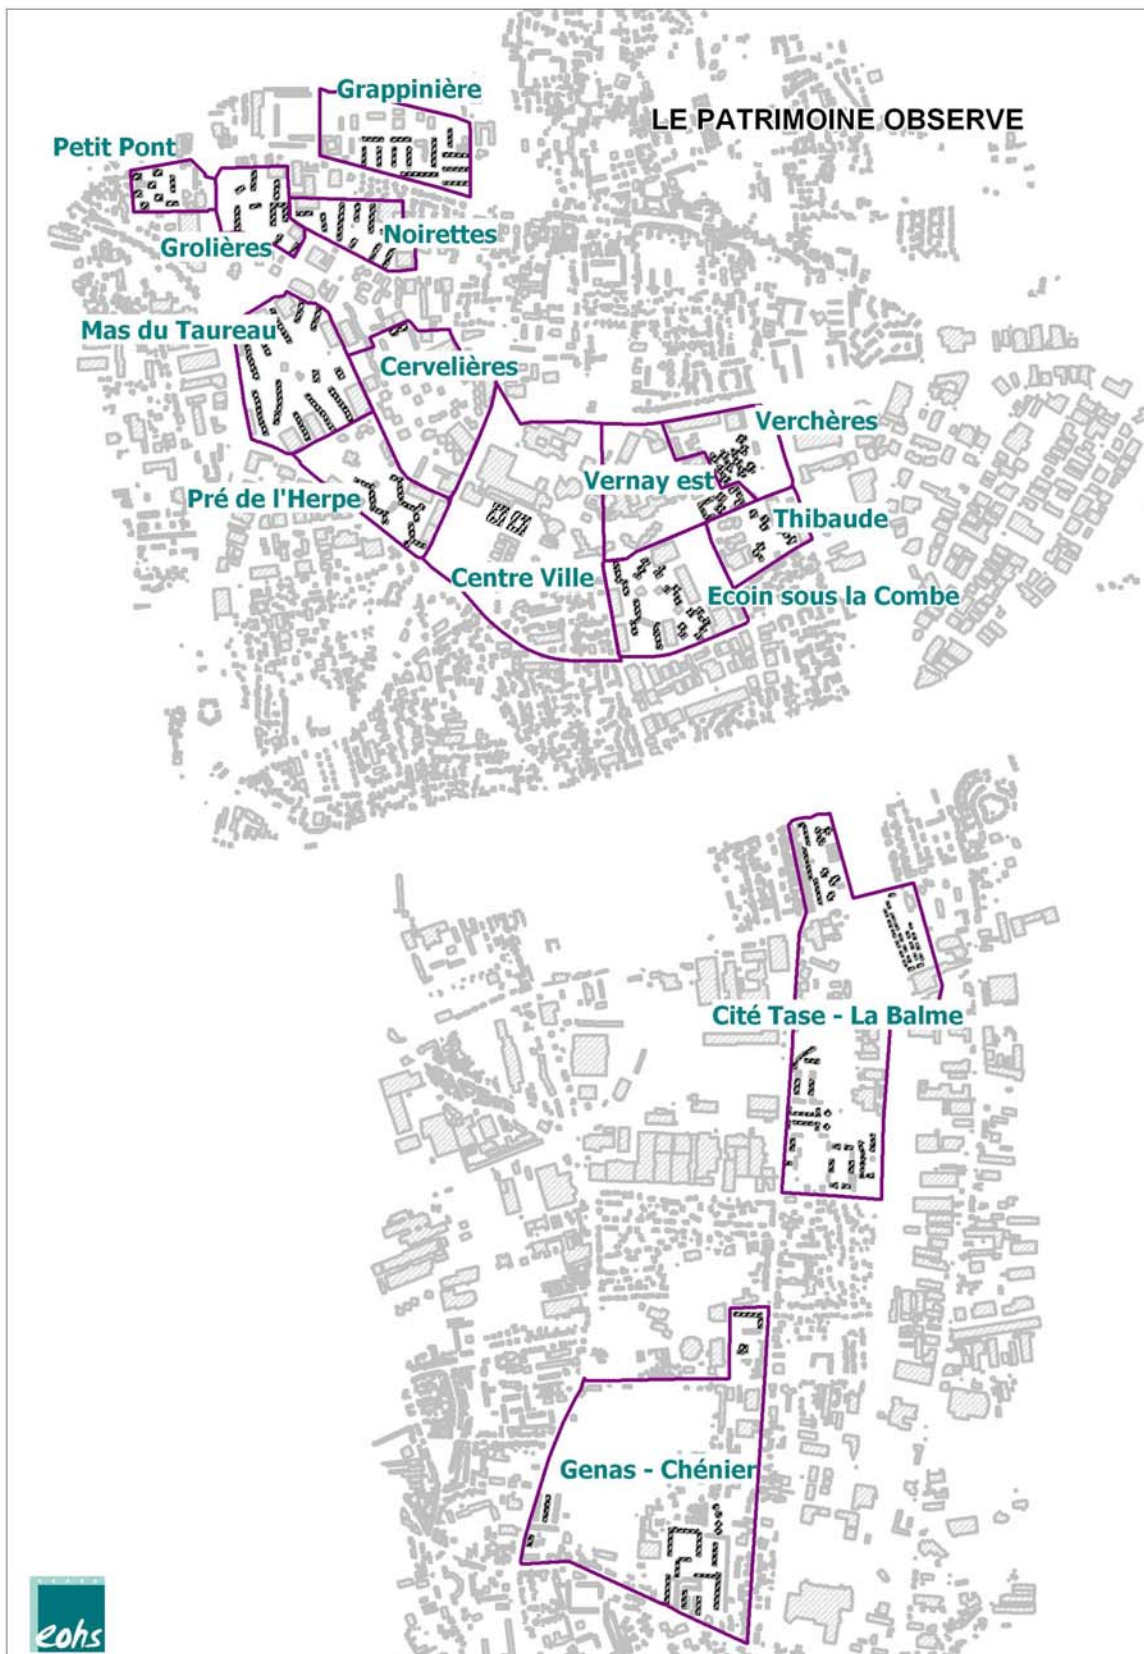 Grappinière
LE PATRIMOINE OBSERVE
Petit Pont
Noirettes
Grolières
Mas du Taureau
Cervelières
Verchères
Vernay est
Pré de l'Herpe
Thibaude
Centre Ville
Ecoin sous la Combe
Cité Tase - La Balme
Genas - Chénier
eohs